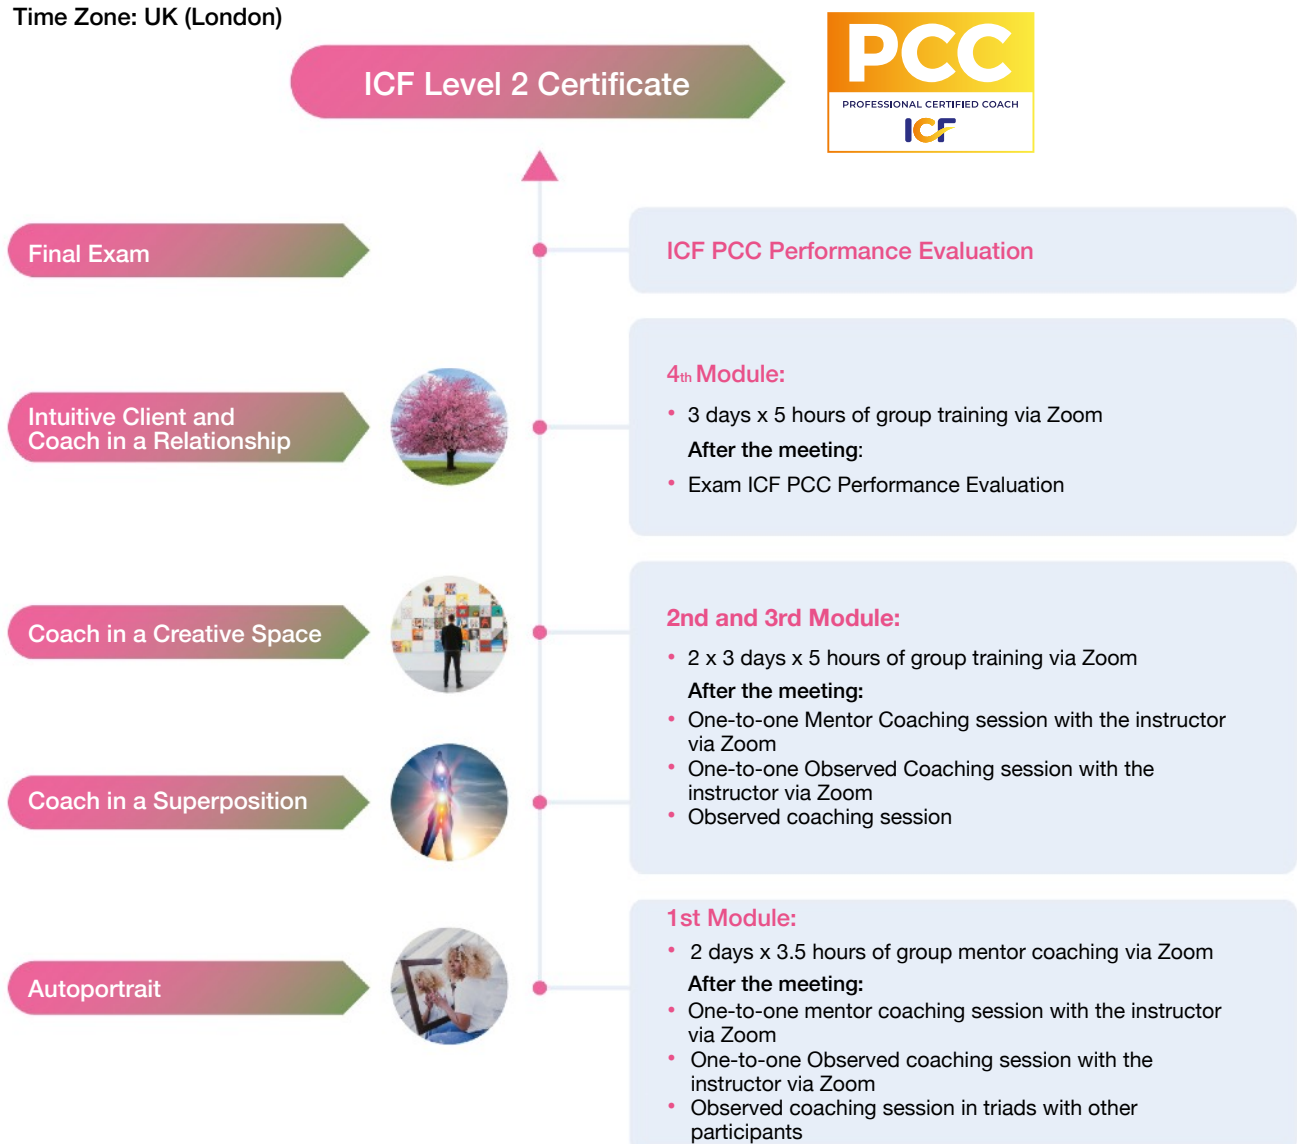 Time Zone: UK (London)
ICF Level 2 Certificate
PCC
PROFESSIONAL CERTIFIED COACH
ICF
Final Exam
ICF PCC Performance Evaluation
Intuitive Client and
Coach in a Relationship
4th Module:
• 3 days x 5 hours of group training via Zoom
After the meeting:
• Exam ICF PCC Performance Evaluation
Coach in a Creative Space
Coach in a Superposition
2nd and 3rd Module:
• 2 x 3 days x 5 hours of group training via Zoom
After the meeting:
• One-to-one Mentor Coaching session with the instructor
via Zoom
• One-to-one Observed Coaching session with the
instructor via Zoom
• Observed coaching session
Autoportrait
1st Module:
• 2 days x 3.5 hours of group mentor coaching via Zoom
After the meeting:
• One-to-one mentor coaching session with the instructor
via Zoom
• One-to-one Observed coaching session with the
instructor via Zoom
• Observed coaching session in triads with other
participants